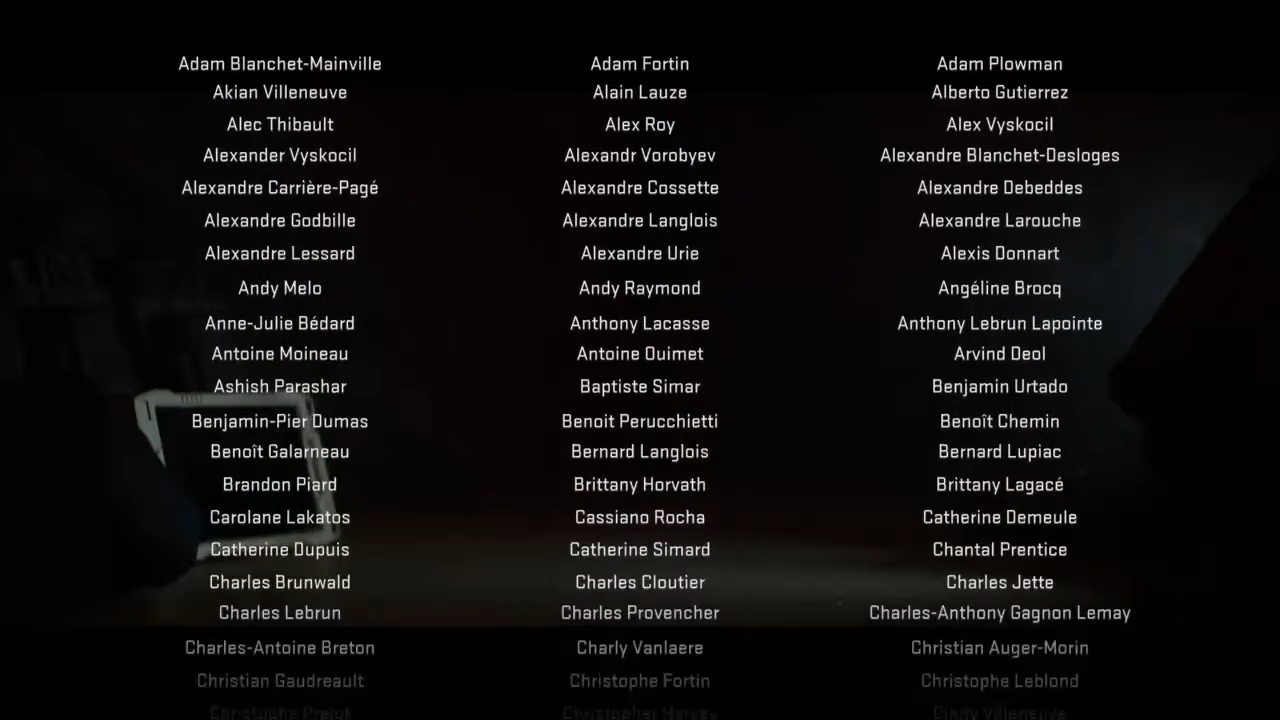 Adam Blanchet-Mainville Adam Fortin Adam Plowman
Akian Villeneuve Alain Lauze Alberto Gutierrez
Alec Thibault Alex Roy Alex Vyskocil
Alexander Vyskocil Alexandr Vorobyev Alexandre Blanchet-Desloges
Alexandre Carrière-Pagé Alexandre Cossette Alexandre Debeddes
Alexandre Godbille Alexandre Langlois Alexandre Larouche
Alexandre Lessard Alexandre Urie Alexis Donnart
Andy Melo Andy Raymond Angéline Brocq
Anne-Julie Bédard Anthony Lacasse Anthony Lebrun Lapointe
Antoine Moineau Antoine Ouimet Arvind Deol
Ashish Parashar Baptiste Simar Benjamin Urtado
Benjamin-Pier Dumas Benoit Perucchietti Benoît Chemin
Benoît Galarneau Bernard Langlois Bernard Lupiac
Brandon Piard Brittany Horvath Brittany Lagacé
Carolane Lakatos Cassiano Rocha Catherine Demeule
Catherine Dupuis Catherine Simard Chantal Prentice
Charles Brunwald Charles Cloutier Charles Jette
Charles Lebrun Charles Provencher Charles-Anthony Gagnon Lemay
Charles-Antoine Breton Charly Vanlaere Christian Auger-Morin
Christian Gaudreault Christophe Fortin Christophe Leblond
Christophe Prelot Christopher Cindy Villeneuve